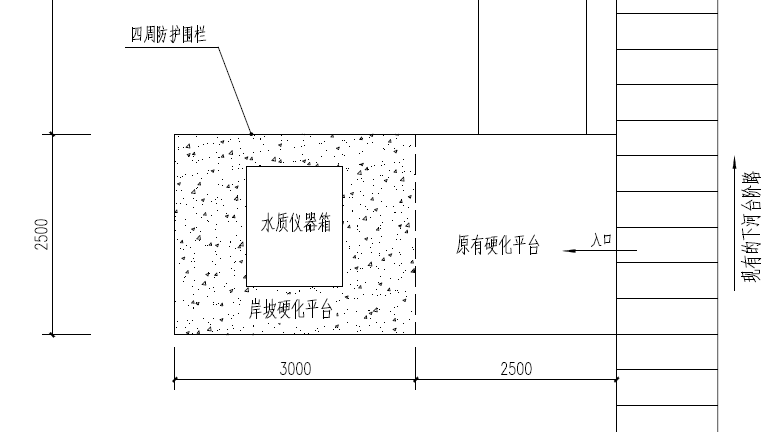 四周防护围栏
水质仪器箱
原有硬化平台
入口
现有的下河台阶路
2500
岸坡硬化平台
3000
2500